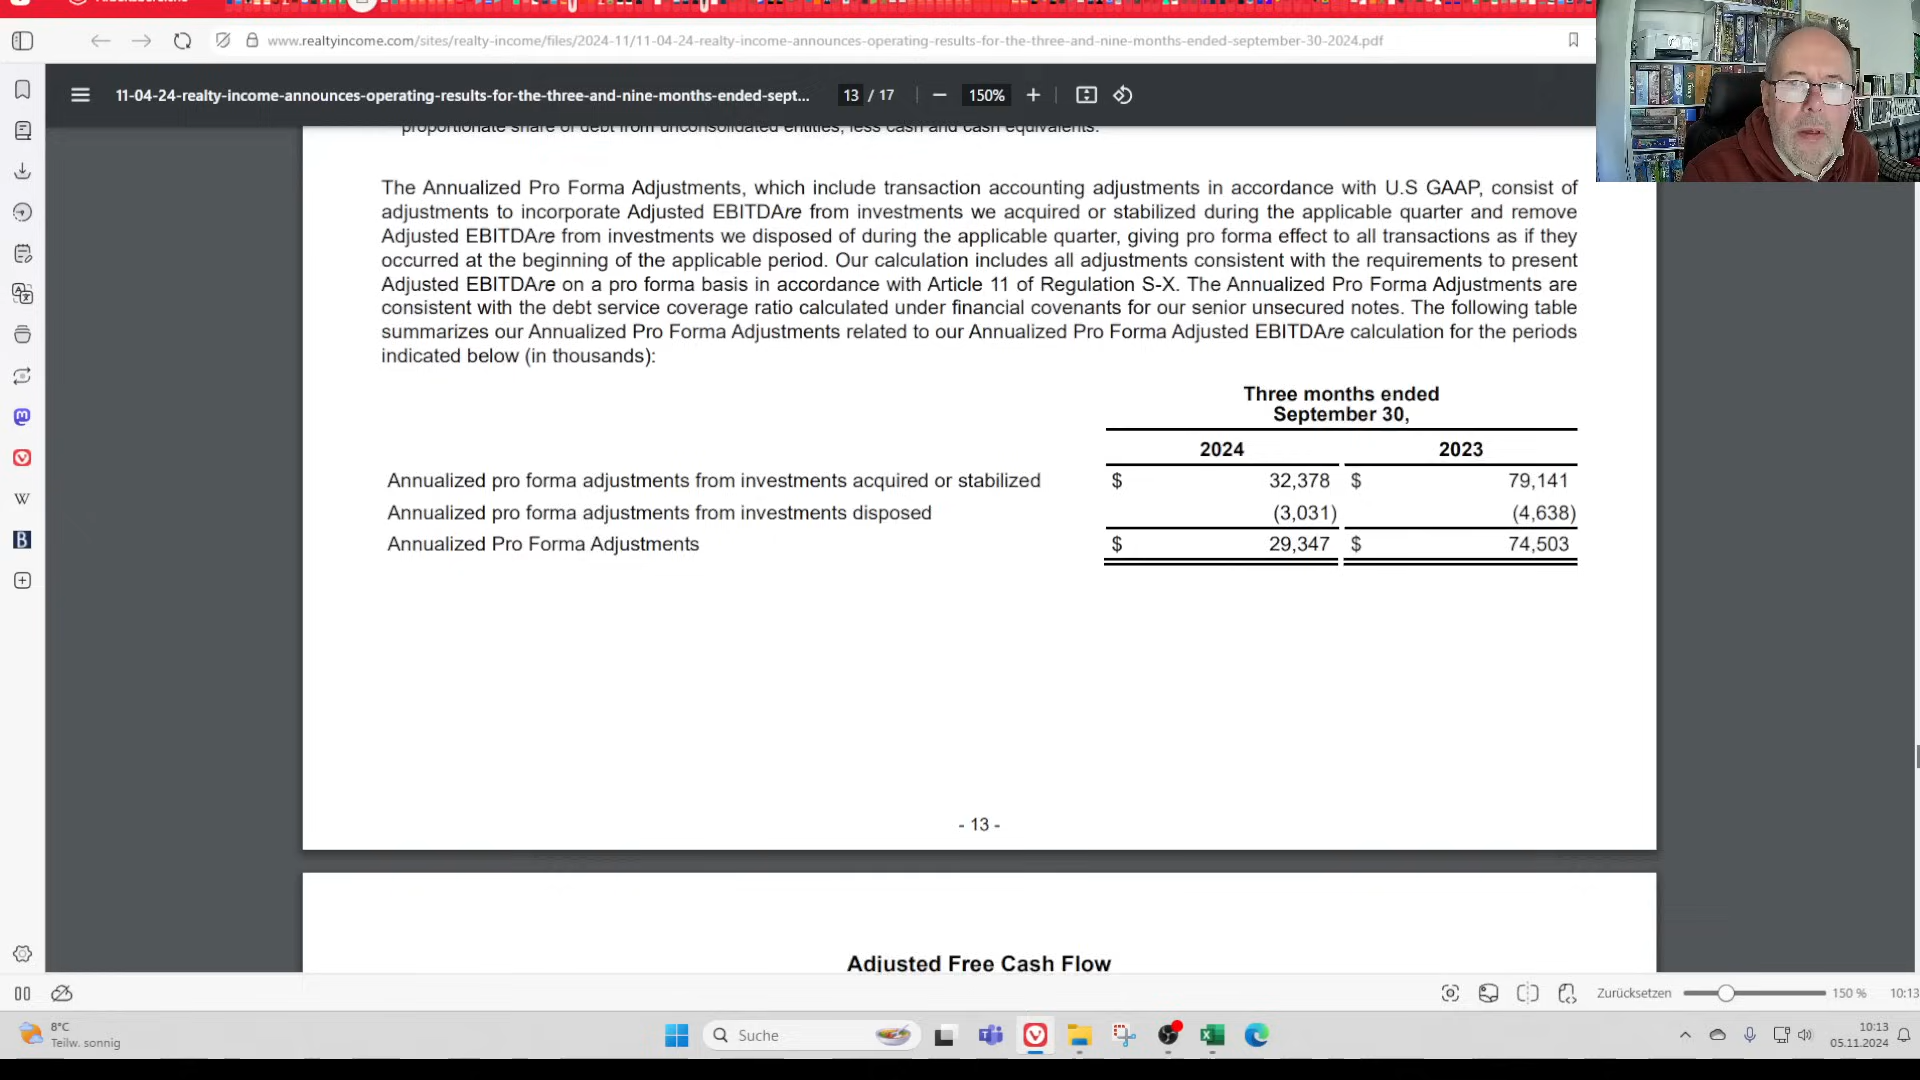 www.realtyincome.com/sites/realty-income/files/2024-11/11-04-24-realty-income-announces-operating-results-for-the-three-and-nine-months-ended-september-30-2024.pdf
11-04-24-realty-income-announces-operating-results-for-the-three-and-nine-months-ended-sept... 13 / 17 150%
proportionate share of debt from unconsolidated entities, less cash and cash equivalents.
The Annualized Pro Forma Adjustments, which include transaction accounting adjustments in accordance with U.S GAAP, consist of
adjustments to incorporate Adjusted EBITDAre from investments we acquired or stabilized during the applicable quarter and remove
Adjusted EBITDAre from investments we disposed of during the applicable quarter, giving pro forma effect to all transactions as if they
occurred at the beginning of the applicable period. Our calculation includes all adjustments consistent with the requirements to present
Adjusted EBITDAre on a pro forma basis in accordance with Article 11 of Regulation S-X. The Annualized Pro Forma Adjustments are
consistent with the debt service coverage ratio calculated under financial covenants for our senior unsecured notes. The following table
summarizes our Annualized Pro Forma Adjustments related to our Annualized Pro Forma Adjusted EBITDAre calculation for the periods
indicated below (in thousands):
Three months ended
September 30,
2024 2023
Annualized pro forma adjustments from investments acquired or stabilized $ 32,378 $ 79,141
Annualized pro forma adjustments from investments disposed (3,031) (4,638)
Annualized Pro Forma Adjustments $ 29,347 $ 74,503
- 13 -
Adjusted Free Cash Flow
Zurücksetzen 150 % 10:13
8°C
Teilw. sonnig
Suche
10:13
05.11.2024